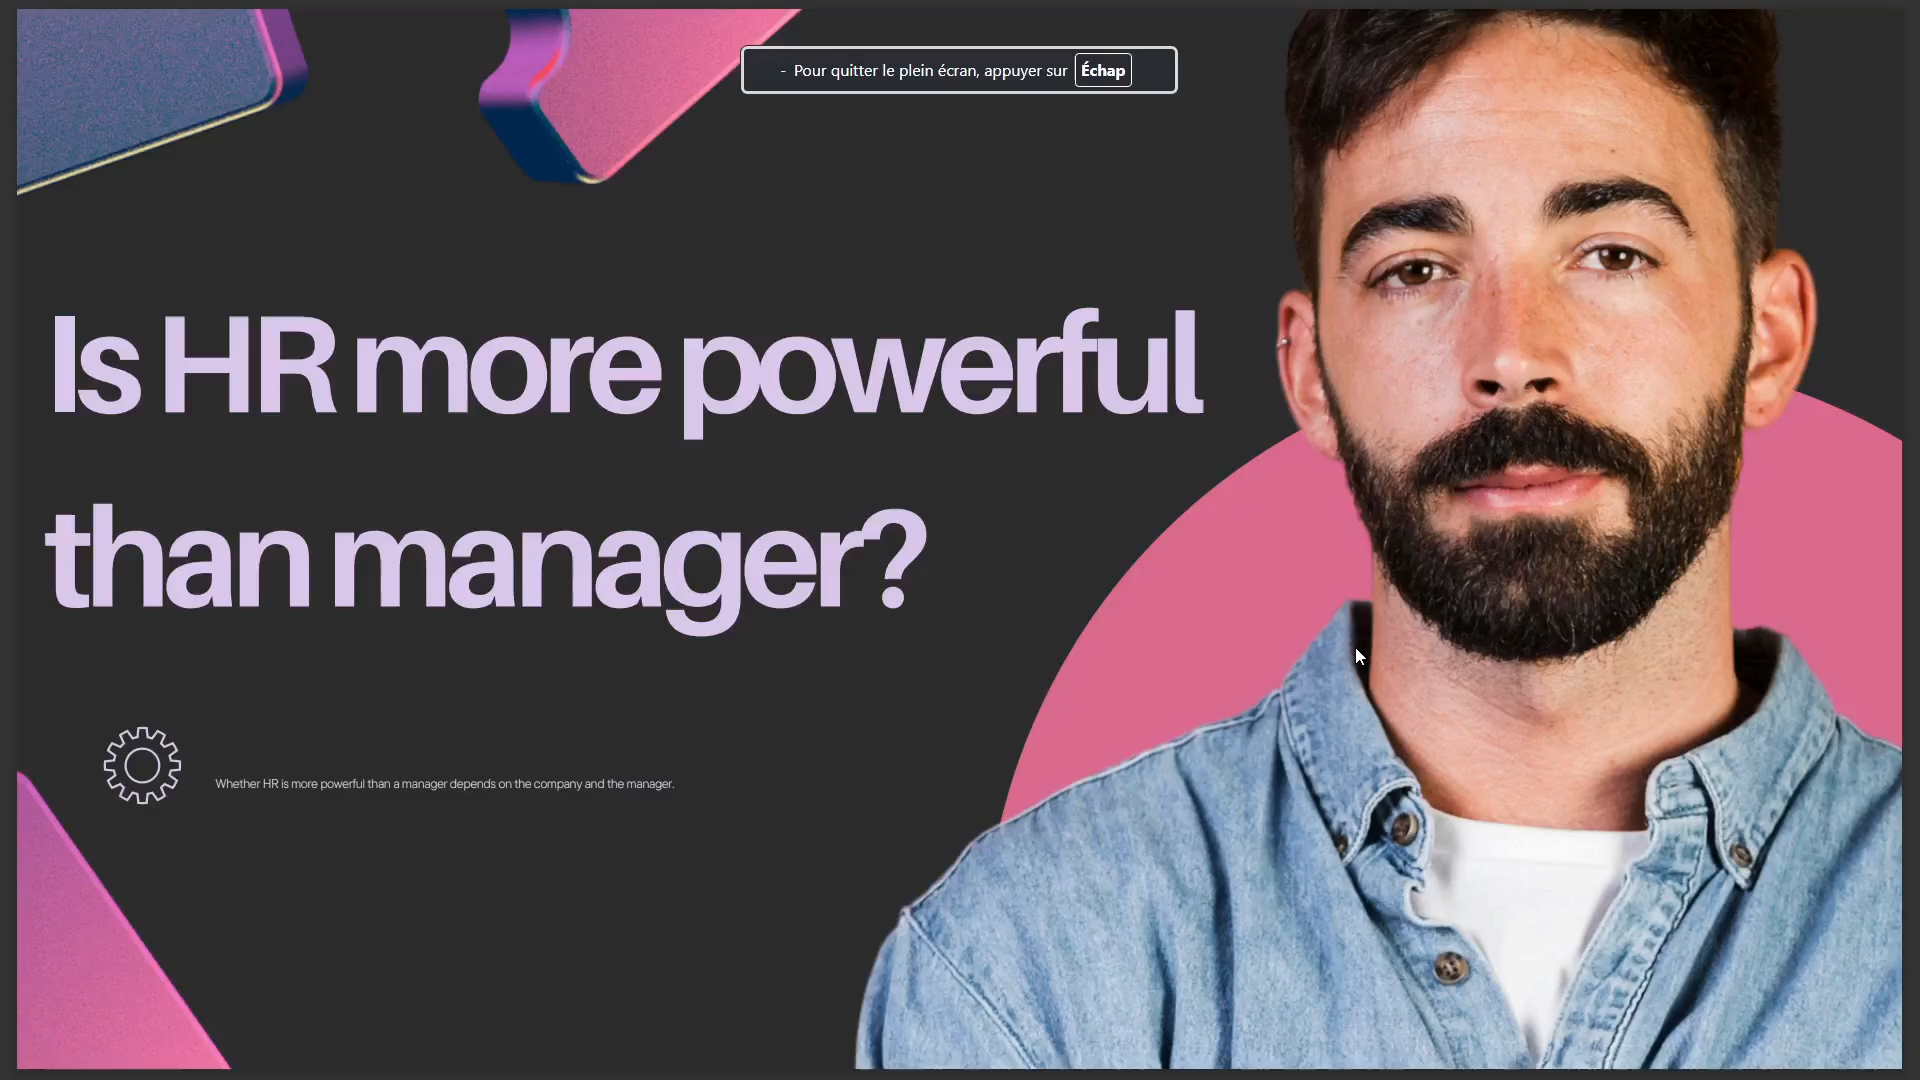 - Pour quitter le plein écran, appuyer sur Échap
Is HR more powerful
than manager?
Whether HR is more powerful than a manager depends on the company and the manager.